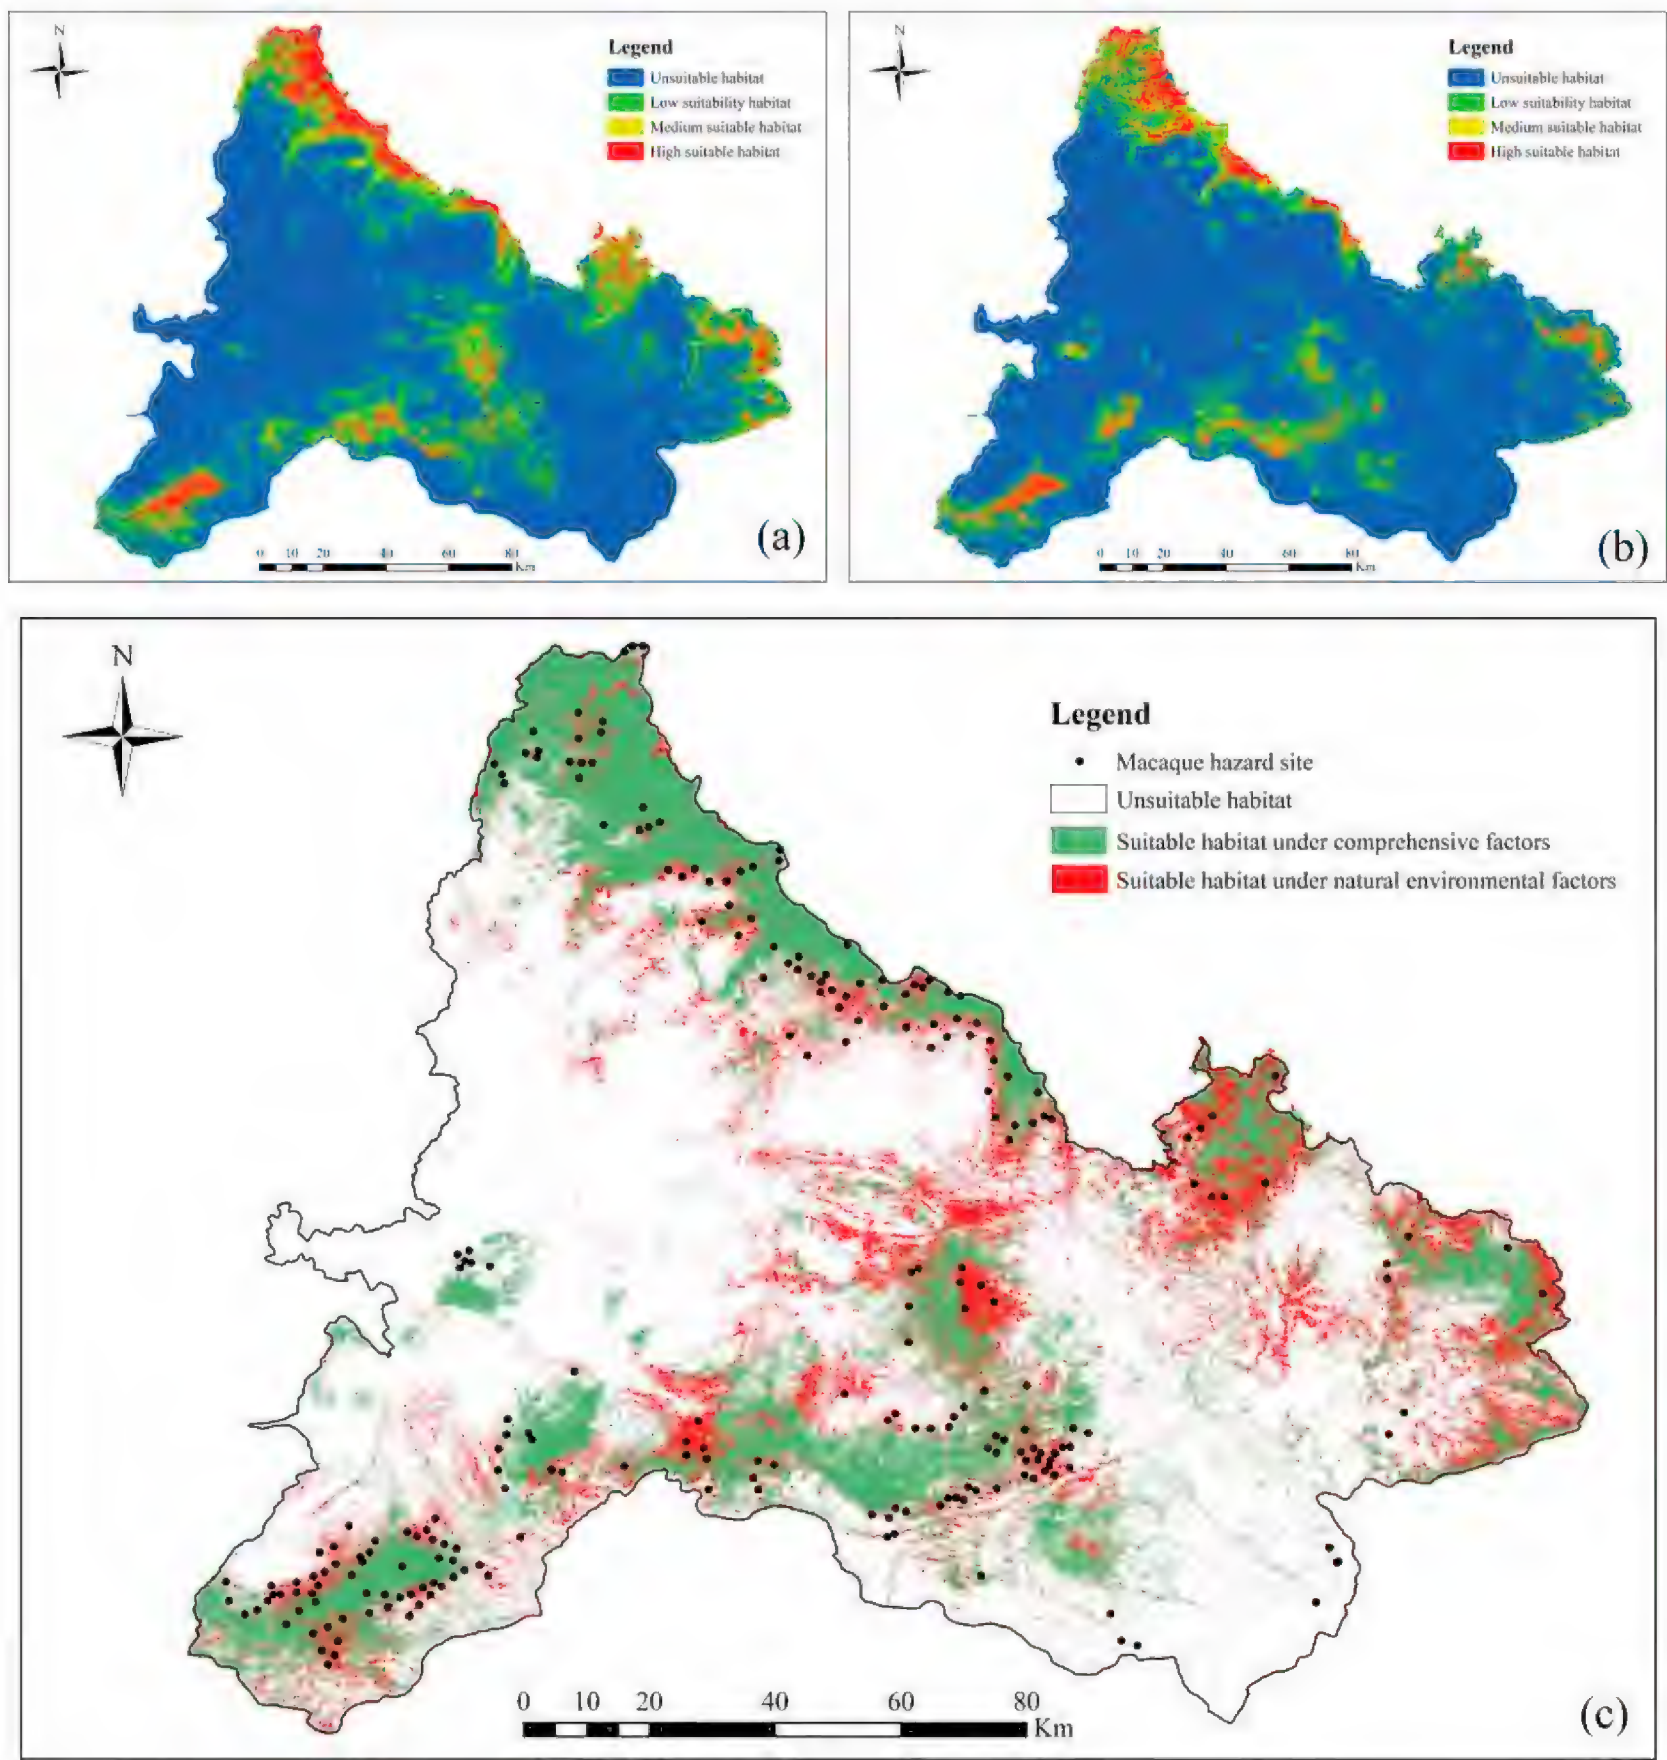 N
Legend
Unsuitable habitat
Low suitability habitat
Medium suitable habitat
High suitable habitat
(a)
0 10 20 40 60 80
Km
N
Legend
Unsuitable habitat
Low suitability habitat
Medium suitable habitat
High suitable habitat
(b)
0 10 20 40 60 80
Km
N
Legend
Macaque hazard site
Unsuitable habitat
Suitable habitat under comprehensive factors
Suitable habitat under natural environmental factors
0 10 20 40 60 80
Km
(c)